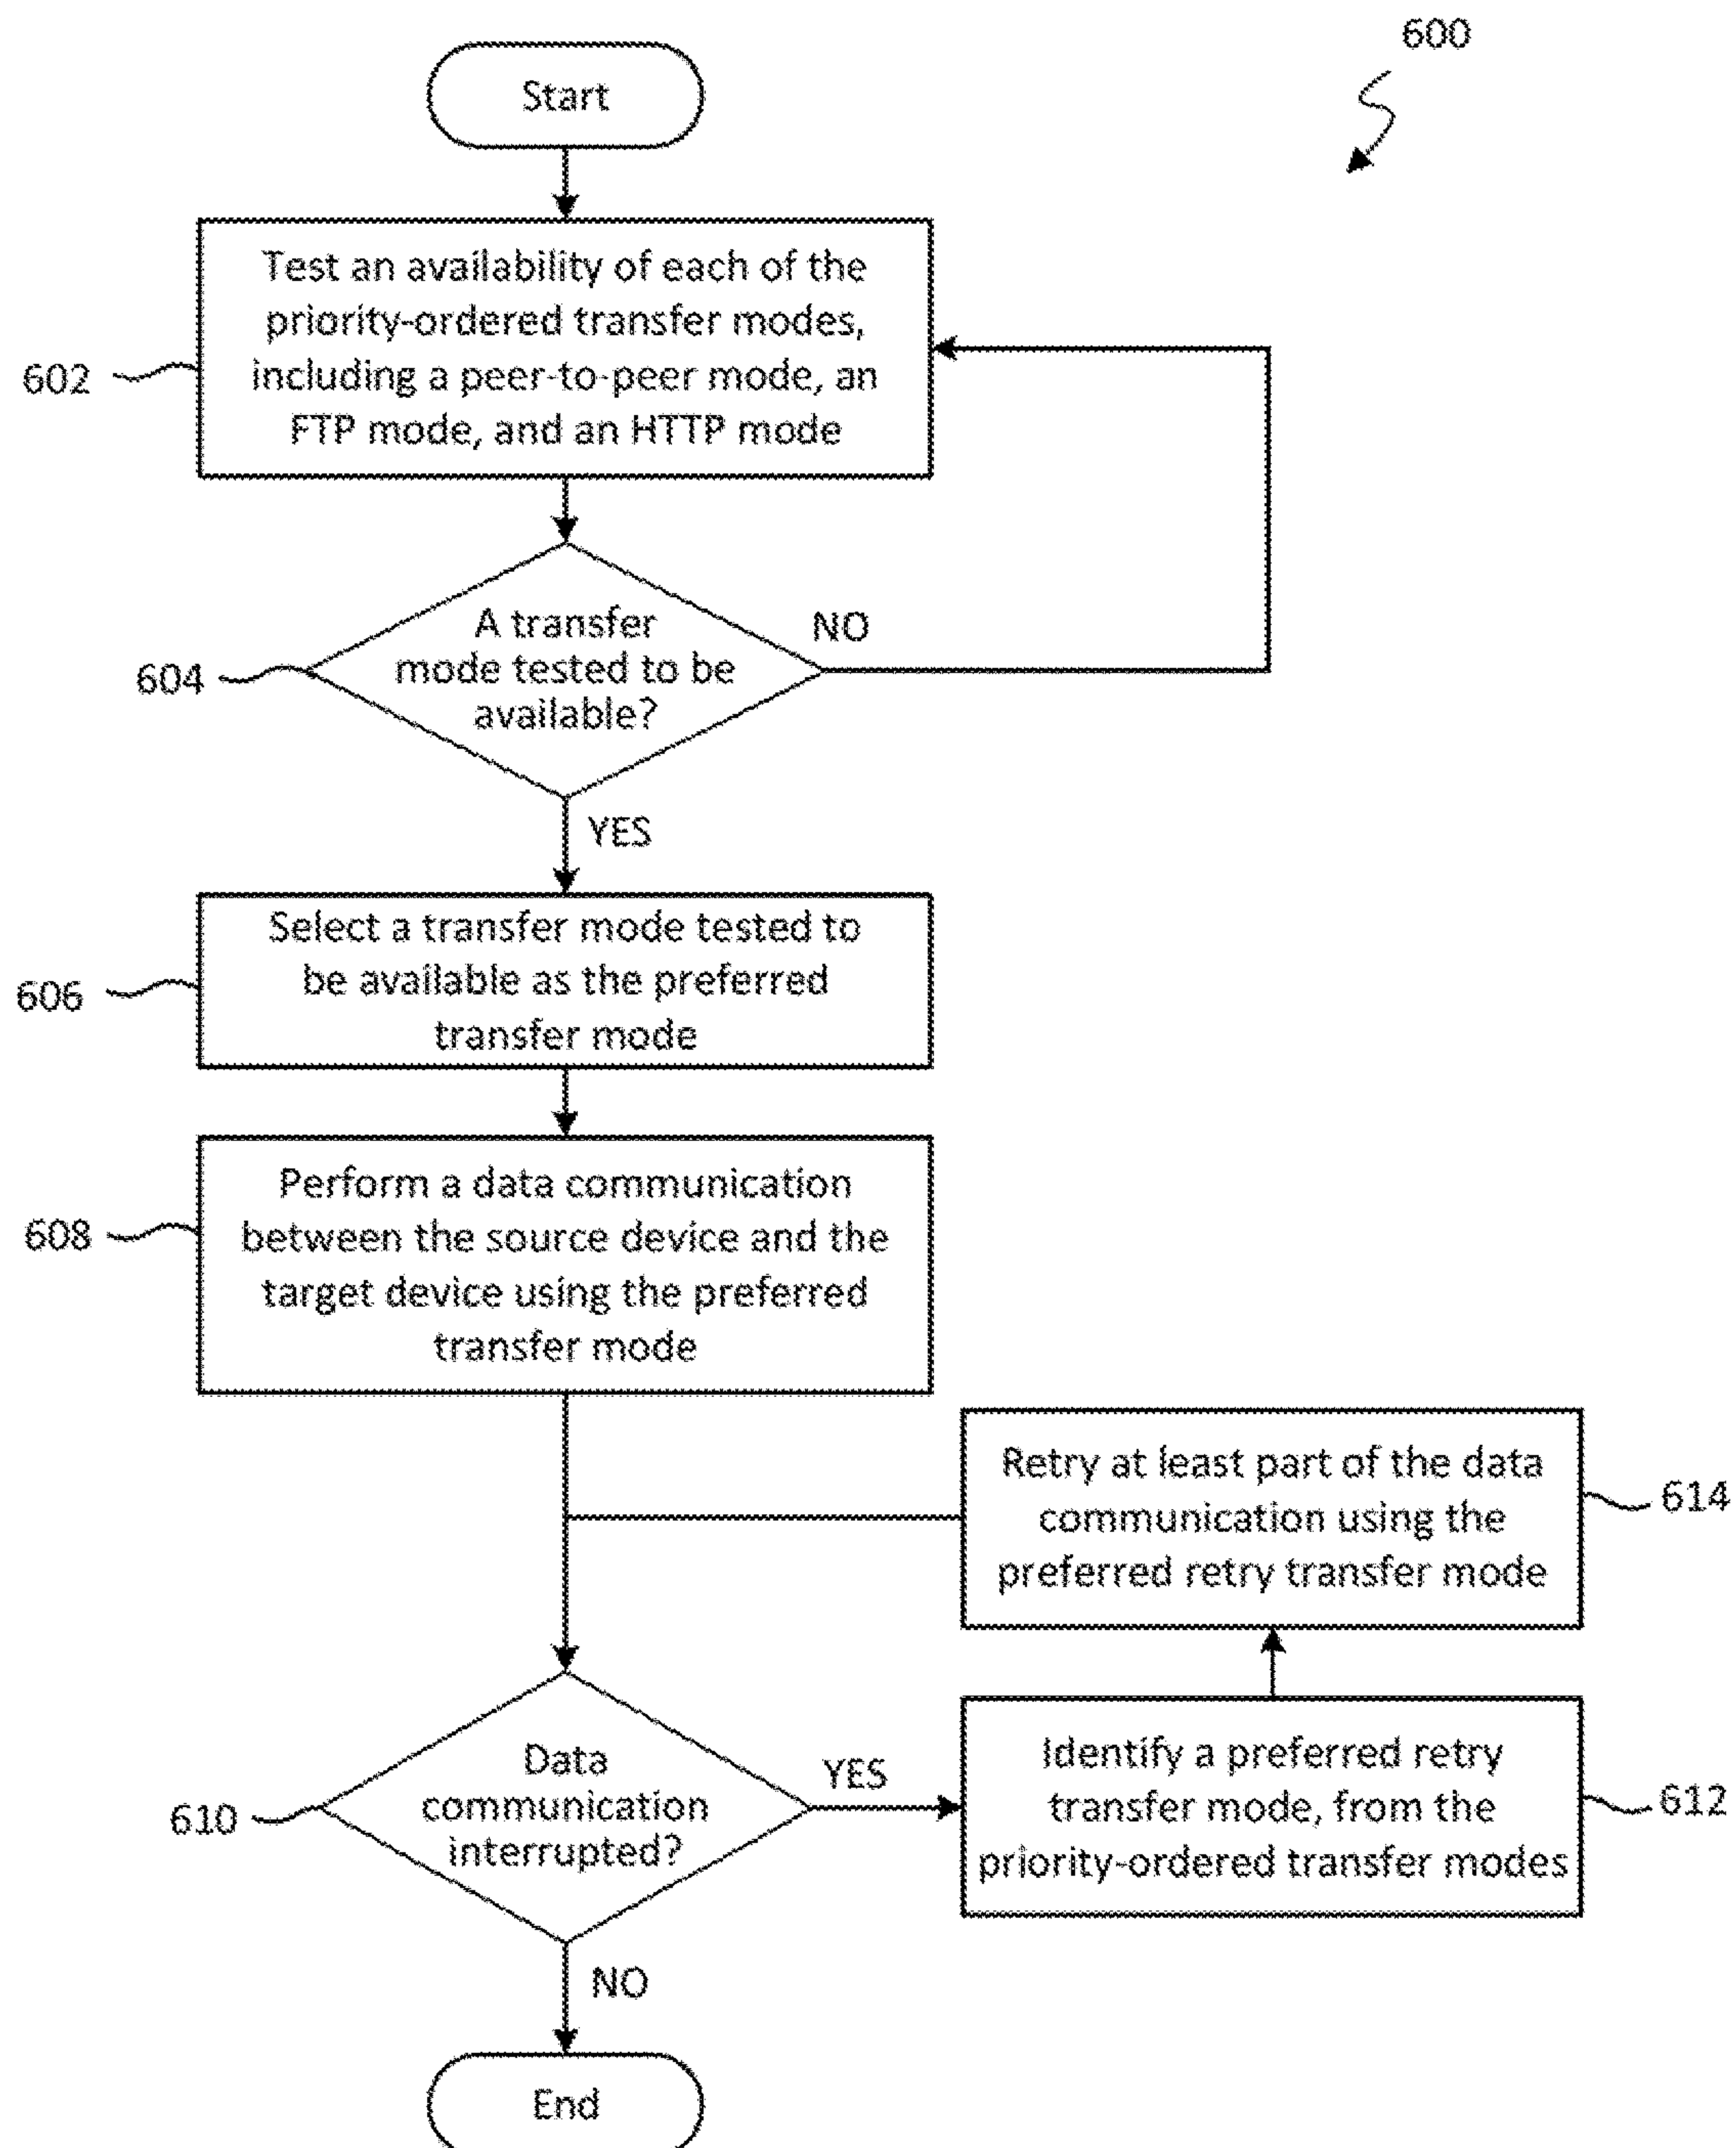 600
Start
602
Test an availability of each of the
priority-ordered transfer modes,
including a peer-to-peer mode, an
FTP mode, and an HTTP mode
604
A transfer
mode tested to be
available?
NO
YES
606
Select a transfer mode tested to
be available as the preferred
transfer mode
608
Perform a data communication
between the source device and the
target device using the preferred
transfer mode
Retry at least part of the data
communication using the
preferred retry transfer mode
614
610
Data
communication
interrupted?
YES
Identify a preferred retry
transfer mode, from the
priority-ordered transfer modes
612
NO
End